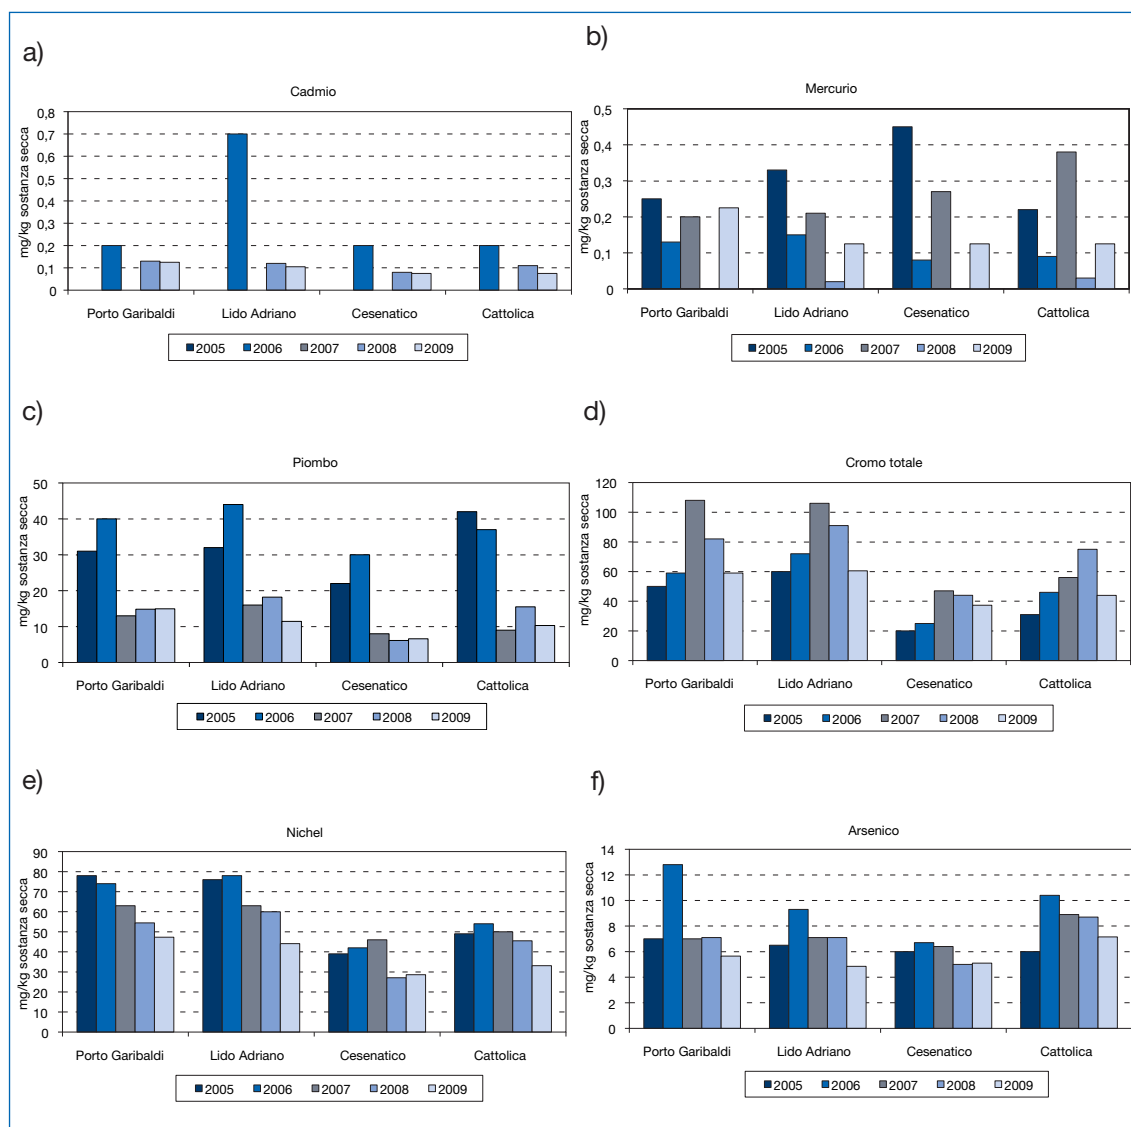 a)
Cadmio
mg/kg sostanza secca
0,8
0,7
0,6
0,5
0,4
0,3
0,2
0,1
0
Porto Garibaldi Lido Adriano Cesenatico Cattolica
2005 2006 2007 2008 2009
b)
Mercurio
mg/kg sostanza secca
0,5
0,4
0,3
0,2
0,1
0
Porto Garibaldi Lido Adriano Cesenatico Cattolica
2005 2006 2007 2008 2009
c)
Piombo
mg/kg sostanza secca
50
40
30
20
10
0
Porto Garibaldi Lido Adriano Cesenatico Cattolica
2005 2006 2007 2008 2009
d)
Cromo totale
mg/kg sostanza secca
120
100
80
60
40
20
0
Porto Garibaldi Lido Adriano Cesenatico Cattolica
2005 2006 2007 2008 2009
e)
Nichel
mg/kg sostanza secca
90
80
70
60
50
40
30
20
10
0
Porto Garibaldi Lido Adriano Cesenatico Cattolica
2005 2006 2007 2008 2009
f)
Arsenico
mg/kg sostanza secca
14
12
10
8
6
4
2
0
Porto Garibaldi Lido Adriano Cesenatico Cattolica
2005 2006 2007 2008 2009